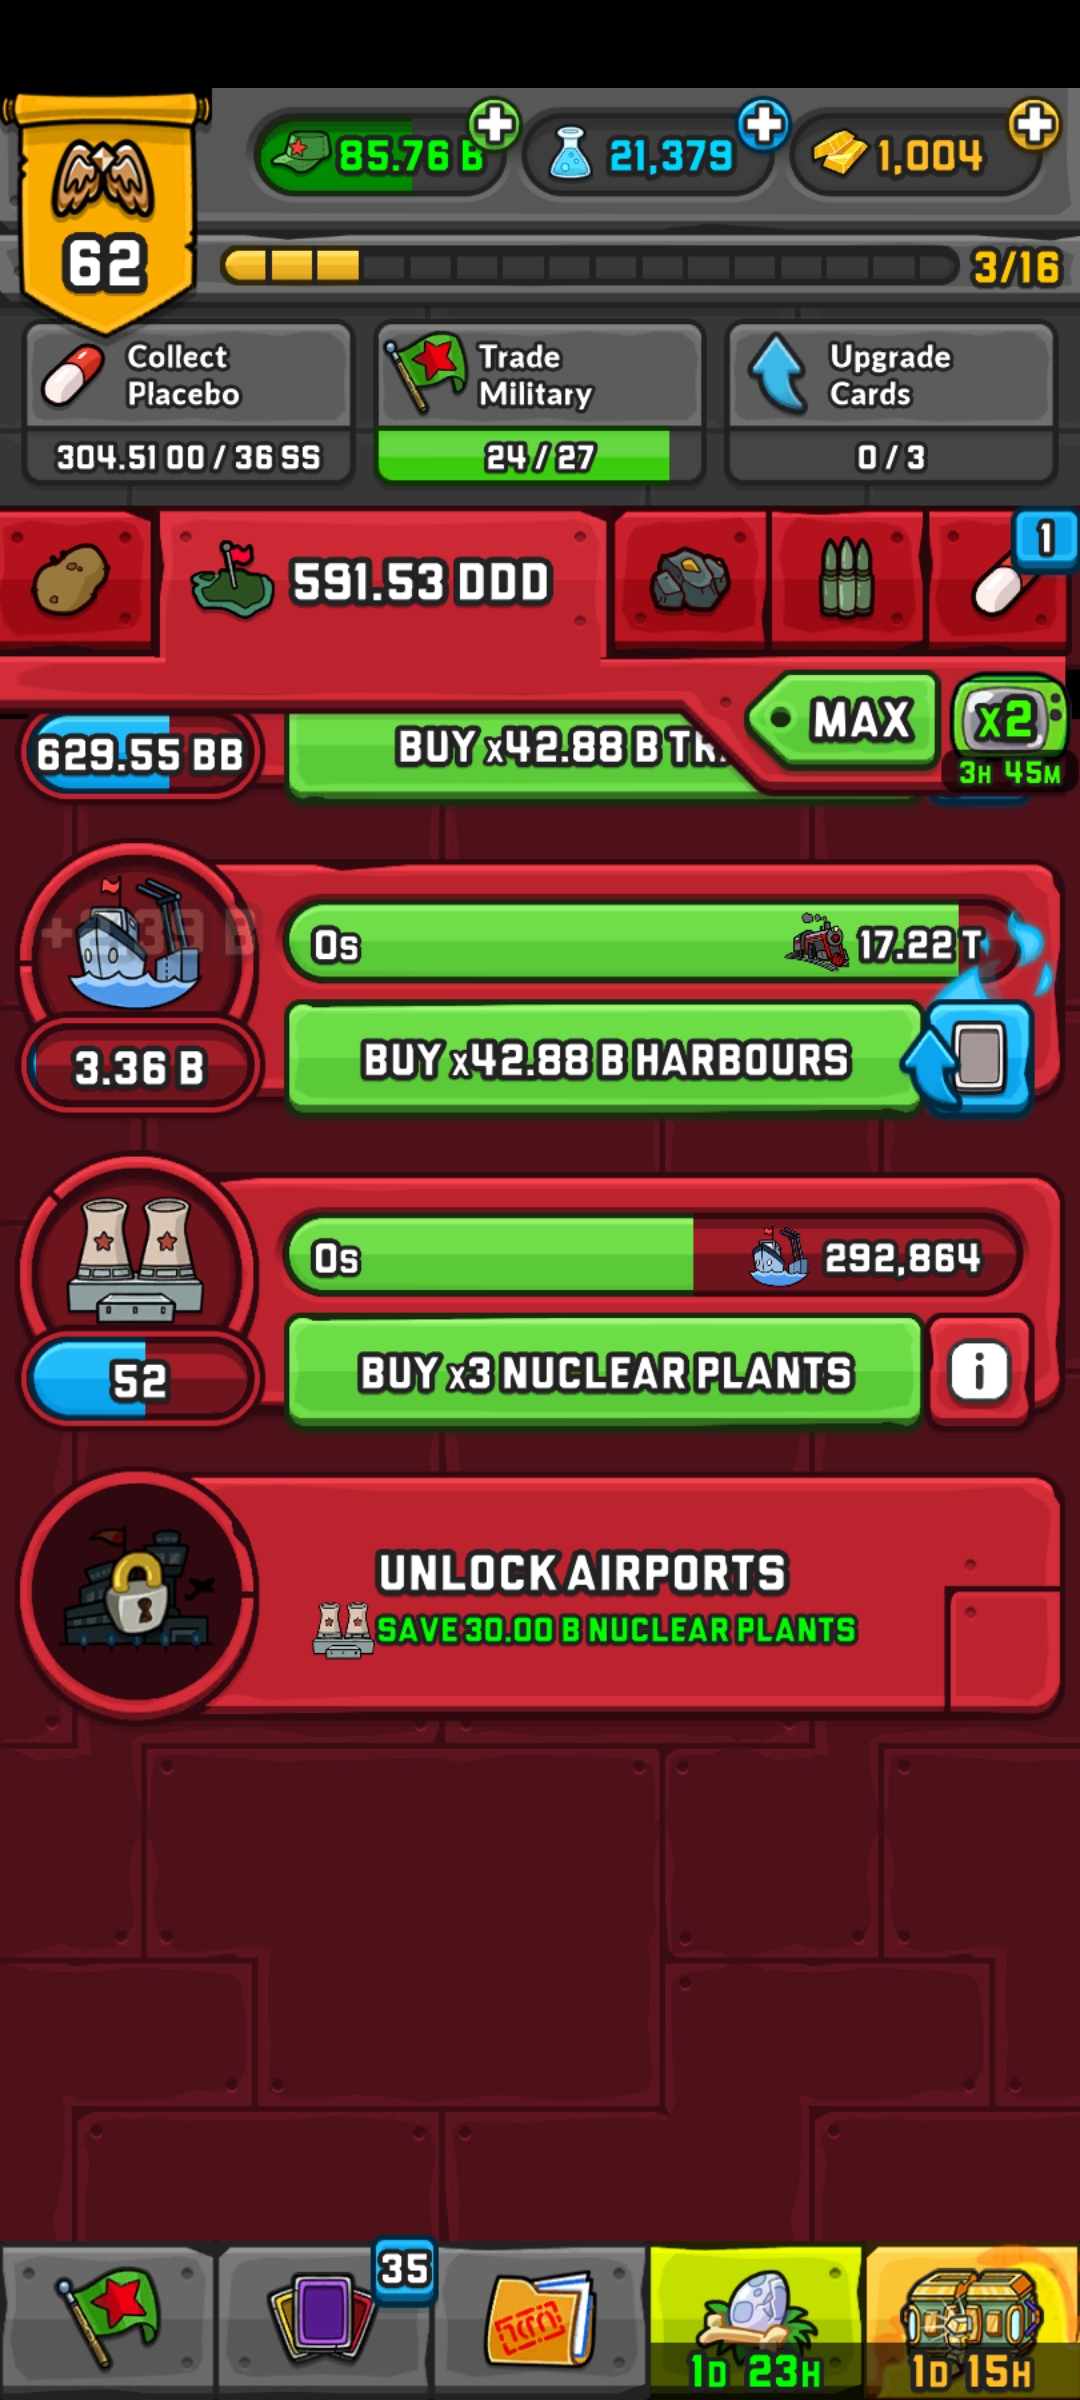 85.76 B
21,379
1,004
62
3/16
Collect
Placebo
304.51 OO / 36 SS
Trade
Military
24 / 27
Upgrade
Cards
0 / 3
591.53 DDD
1
MAX
x2
3H 45M
629.55 BB
BUY x42.88 B
0s
17.22 T
3.36 B
BUY x42.88 B HARBOURS
0s
292,864
52
BUY x3 NUCLEAR PLANTS
i
UNLOCK AIRPORTS
SAVE 30.00 B NUCLEAR PLANTS
35
1D 23H
1D 15H